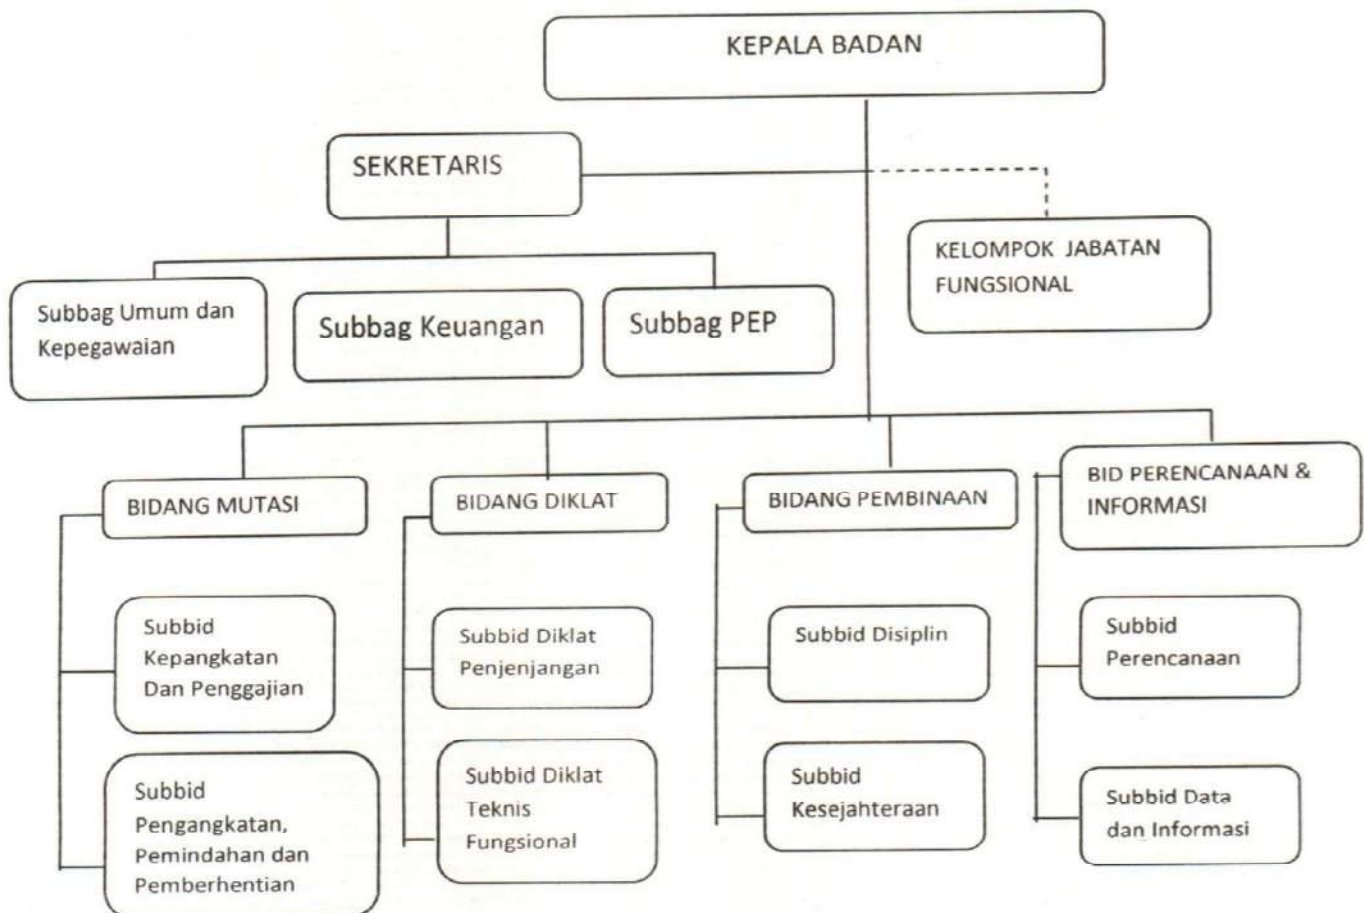 KEPALA BADAN
SEKRETARIS
KELOMPOK JABATAN
FUNGSIONAL
Subbag Umum dan
Kepegawaian
Subbag Keuangan
Subbag PEP
BIDANG MUTASI
BIDANG DIKLAT
BIDANG PEMBINAAN
BID PERENCANAAN &
INFORMASI
Subbid
Kepangkatan
Dan Penggajian
Subbid Diklat
Penjenjangan
Subbid Disiplin
Subbid
Perencanaan
Subbid
Pengangkatan,
Pemindahan dan
Pemberhentian
Subbid Diklat
Teknis
Fungsional
Subbid
Kesejahteraan
Subbid Data
dan Informasi